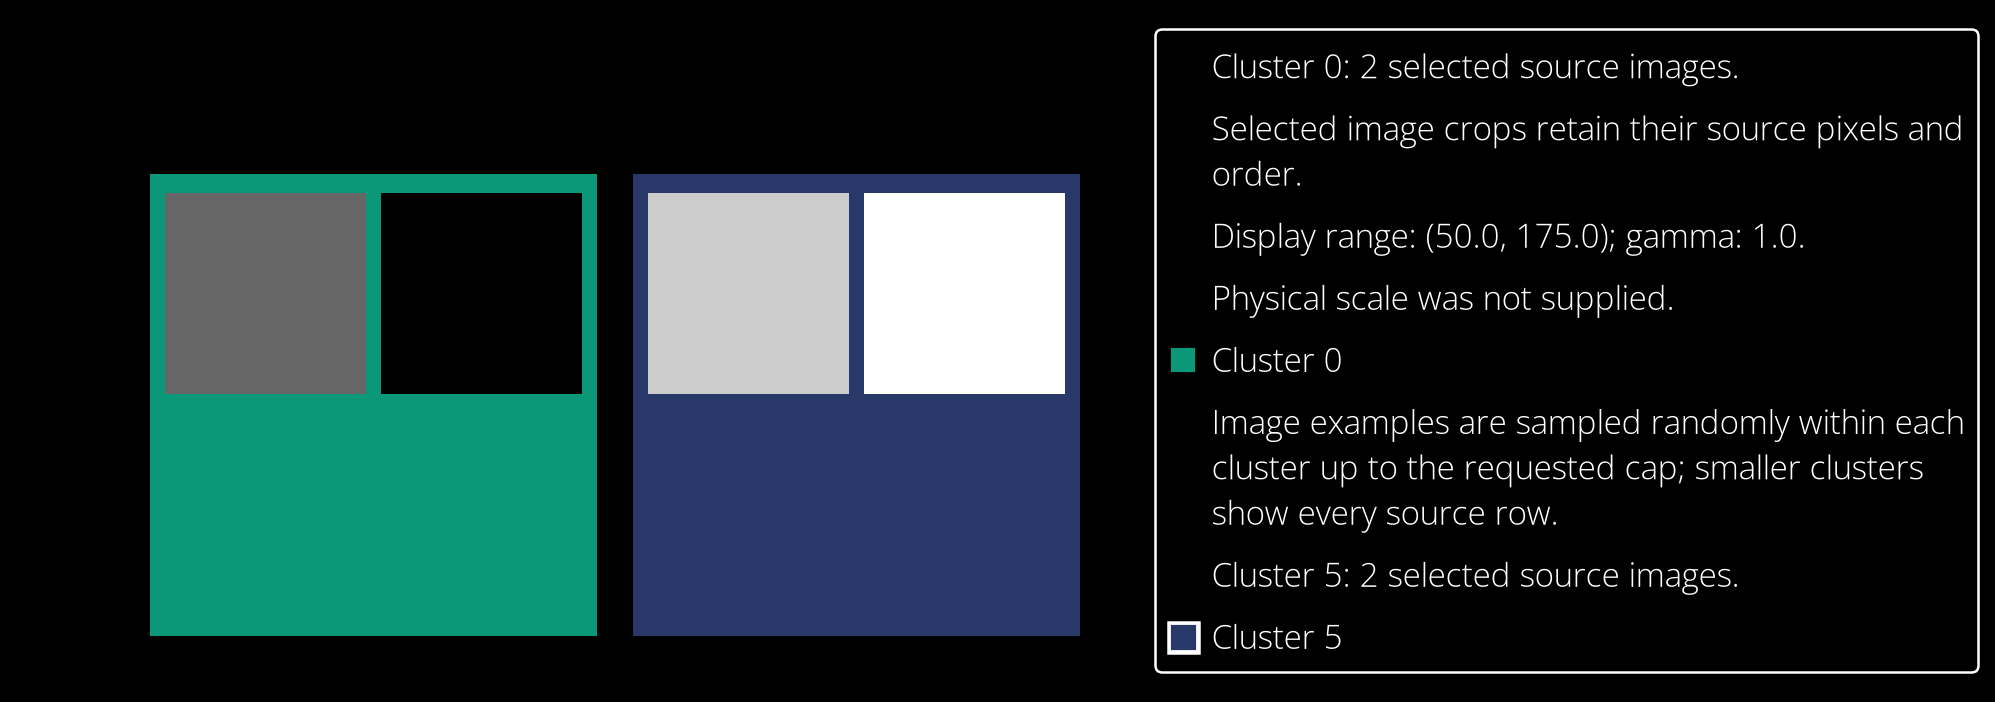 Cluster 0: 2 selected source images.
Selected image crops retain their source pixels and
order.
Display range: (50.0, 175.0); gamma: 1.0.
Physical scale was not supplied.
Cluster 0
Image examples are sampled randomly within each
cluster up to the requested cap; smaller clusters
show every source row.
Cluster 5: 2 selected source images.
Cluster 5